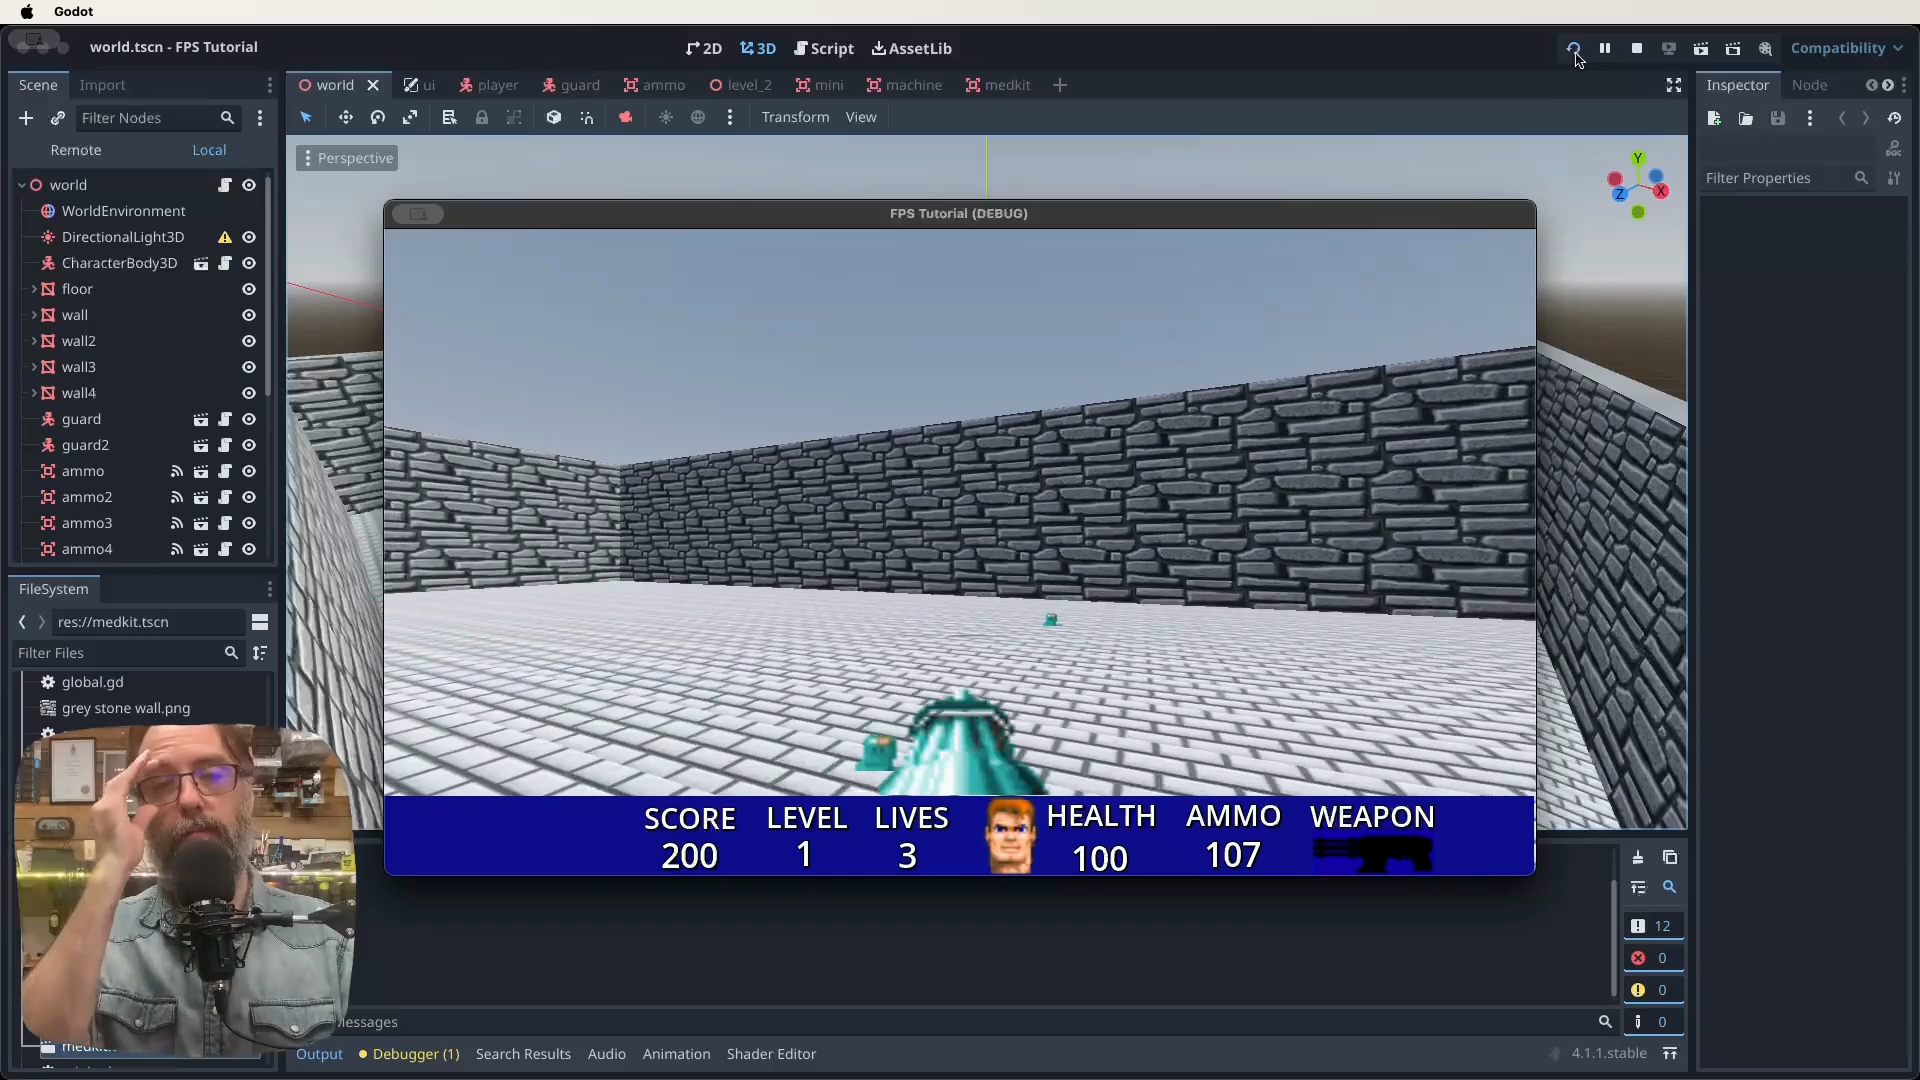 Godot
world.tscn - FPS Tutorial
2D
3D
Script
AssetLib
Compatibility
Scene
Import
world
ui
player
guard
ammo
level_2
mini
machine
medkit
Inspector
Node
Filter Nodes
Transform
View
Remote
Local
Perspective
Y
X
Z
Filter Properties
world
WorldEnvironment
DirectionalLight3D
CharacterBody3D
floor
wall
wall2
wall3
wall4
guard
guard2
ammo
ammo2
ammo3
ammo4
FPS Tutorial (DEBUG)
SCORE LEVEL LIVES HEALTH AMMO WEAPON
200 1 3 100 107
FileSystem
res://medkit.tscn
Filter Files
global.gd
grey stone wall.png
12
0
0
0
Output
Debugger (1)
Search Results
Audio
Animation
Shader Editor
4.1.1.stable